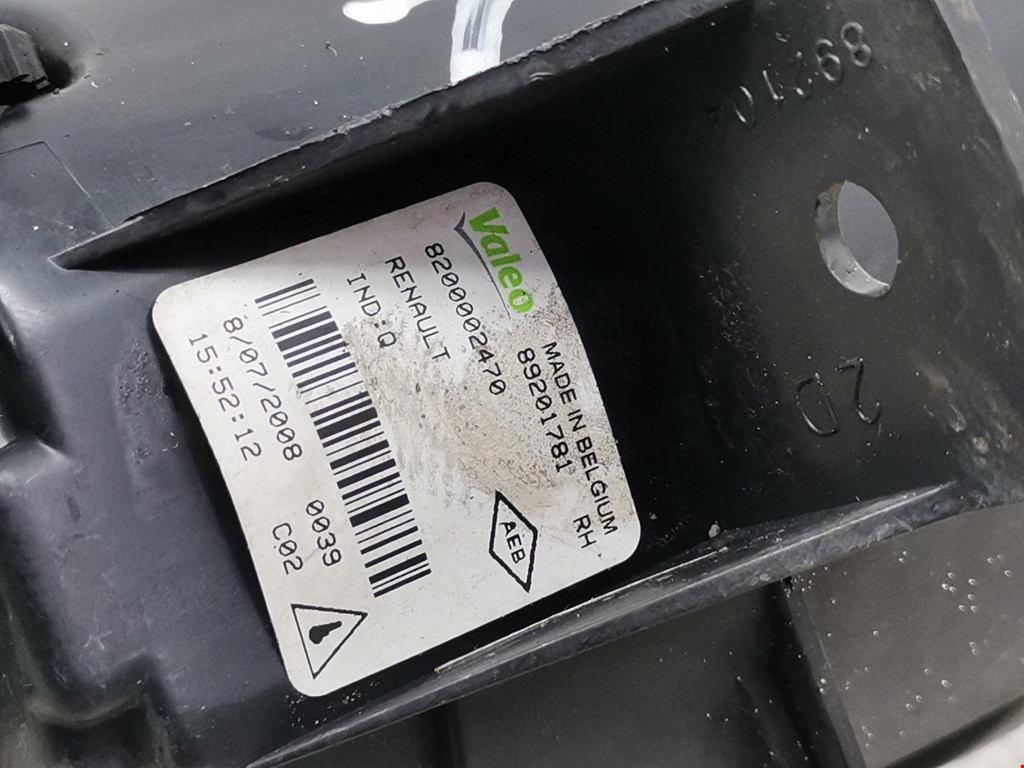 Valeo
MADE IN BELGIUM
8200002470 89201781 RH
RENAULT
IND:Q
AEB
8/07/2008 0039
15:52:12 C02
2D